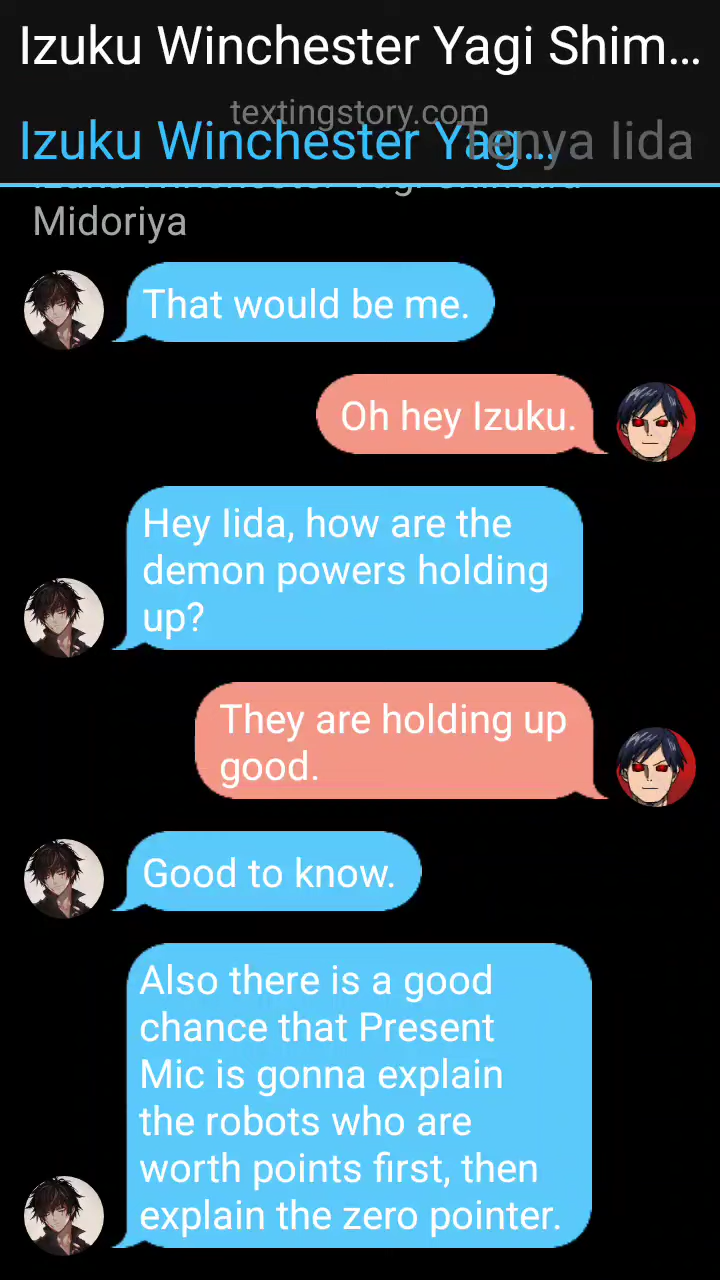 Izuku Winchester Yagi Shim...
textingstory.com
Izuku Winchester Yag...
Tenya Iida
Midoriya
That would be me.
Oh hey Izuku.
Hey Iida, how are the
demon powers holding
up?
They are holding up
good.
Good to know.
Also there is a good
chance that Present
Mic is gonna explain
the robots who are
worth points first, then
explain the zero pointer.